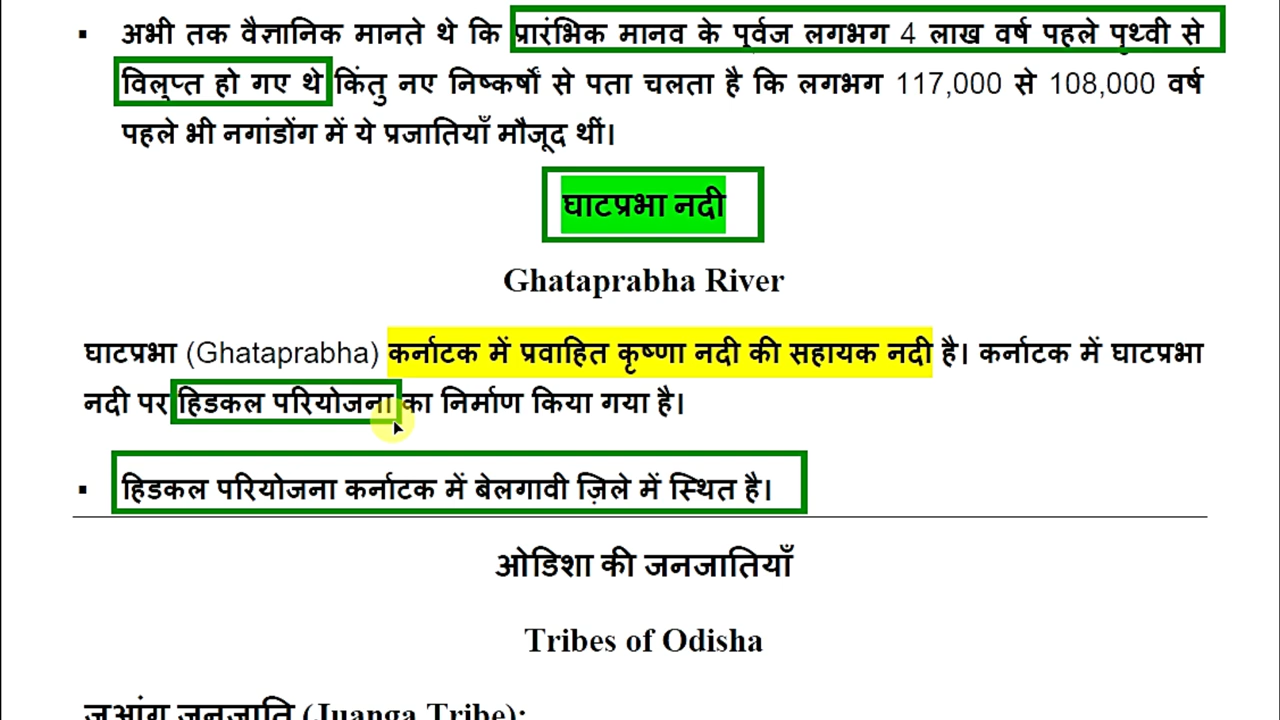 ▪ अभी तक वैज्ञानिक मानते थे कि प्रारंभिक मानव के पूर्वज लगभग 4 लाख वर्ष पहले पृथ्वी से
विलुप्त हो गए थे किंतु नए निष्कर्षों से पता चलता है कि लगभग 117,000 से 108,000 वर्ष
पहले भी नगांडोंग में ये प्रजातियाँ मौजूद थीं।
घाटप्रभा नदी
Ghataprabha River
घाटप्रभा (Ghataprabha) कर्नाटक में प्रवाहित कृष्णा नदी की सहायक नदी है। कर्नाटक में घाटप्रभा
नदी पर हिडकल परियोजना का निर्माण किया गया है।
▪ हिडकल परियोजना कर्नाटक में बेलगावी ज़िले में स्थित है।
ओडिशा की जनजातियाँ
Tribes of Odisha
जुआंग जनजाति (Juanga Tribe):